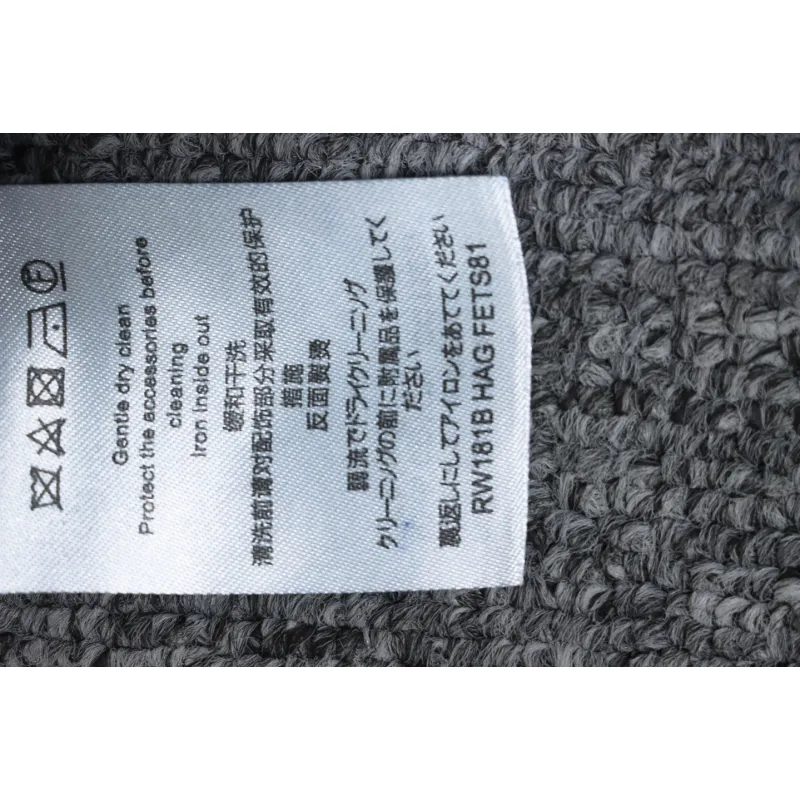 Gentle dry clean
Protect the accessories before
cleaning
Iron inside out
缓和干洗
清洗前请对配饰部分采取有效的保护
措施
反面熨烫
弱流でドライクリーニング
クリーニングの前に附属品を保護してく
ださい
裏返しにしてアイロンをあててください
RW181B HAG FETS81